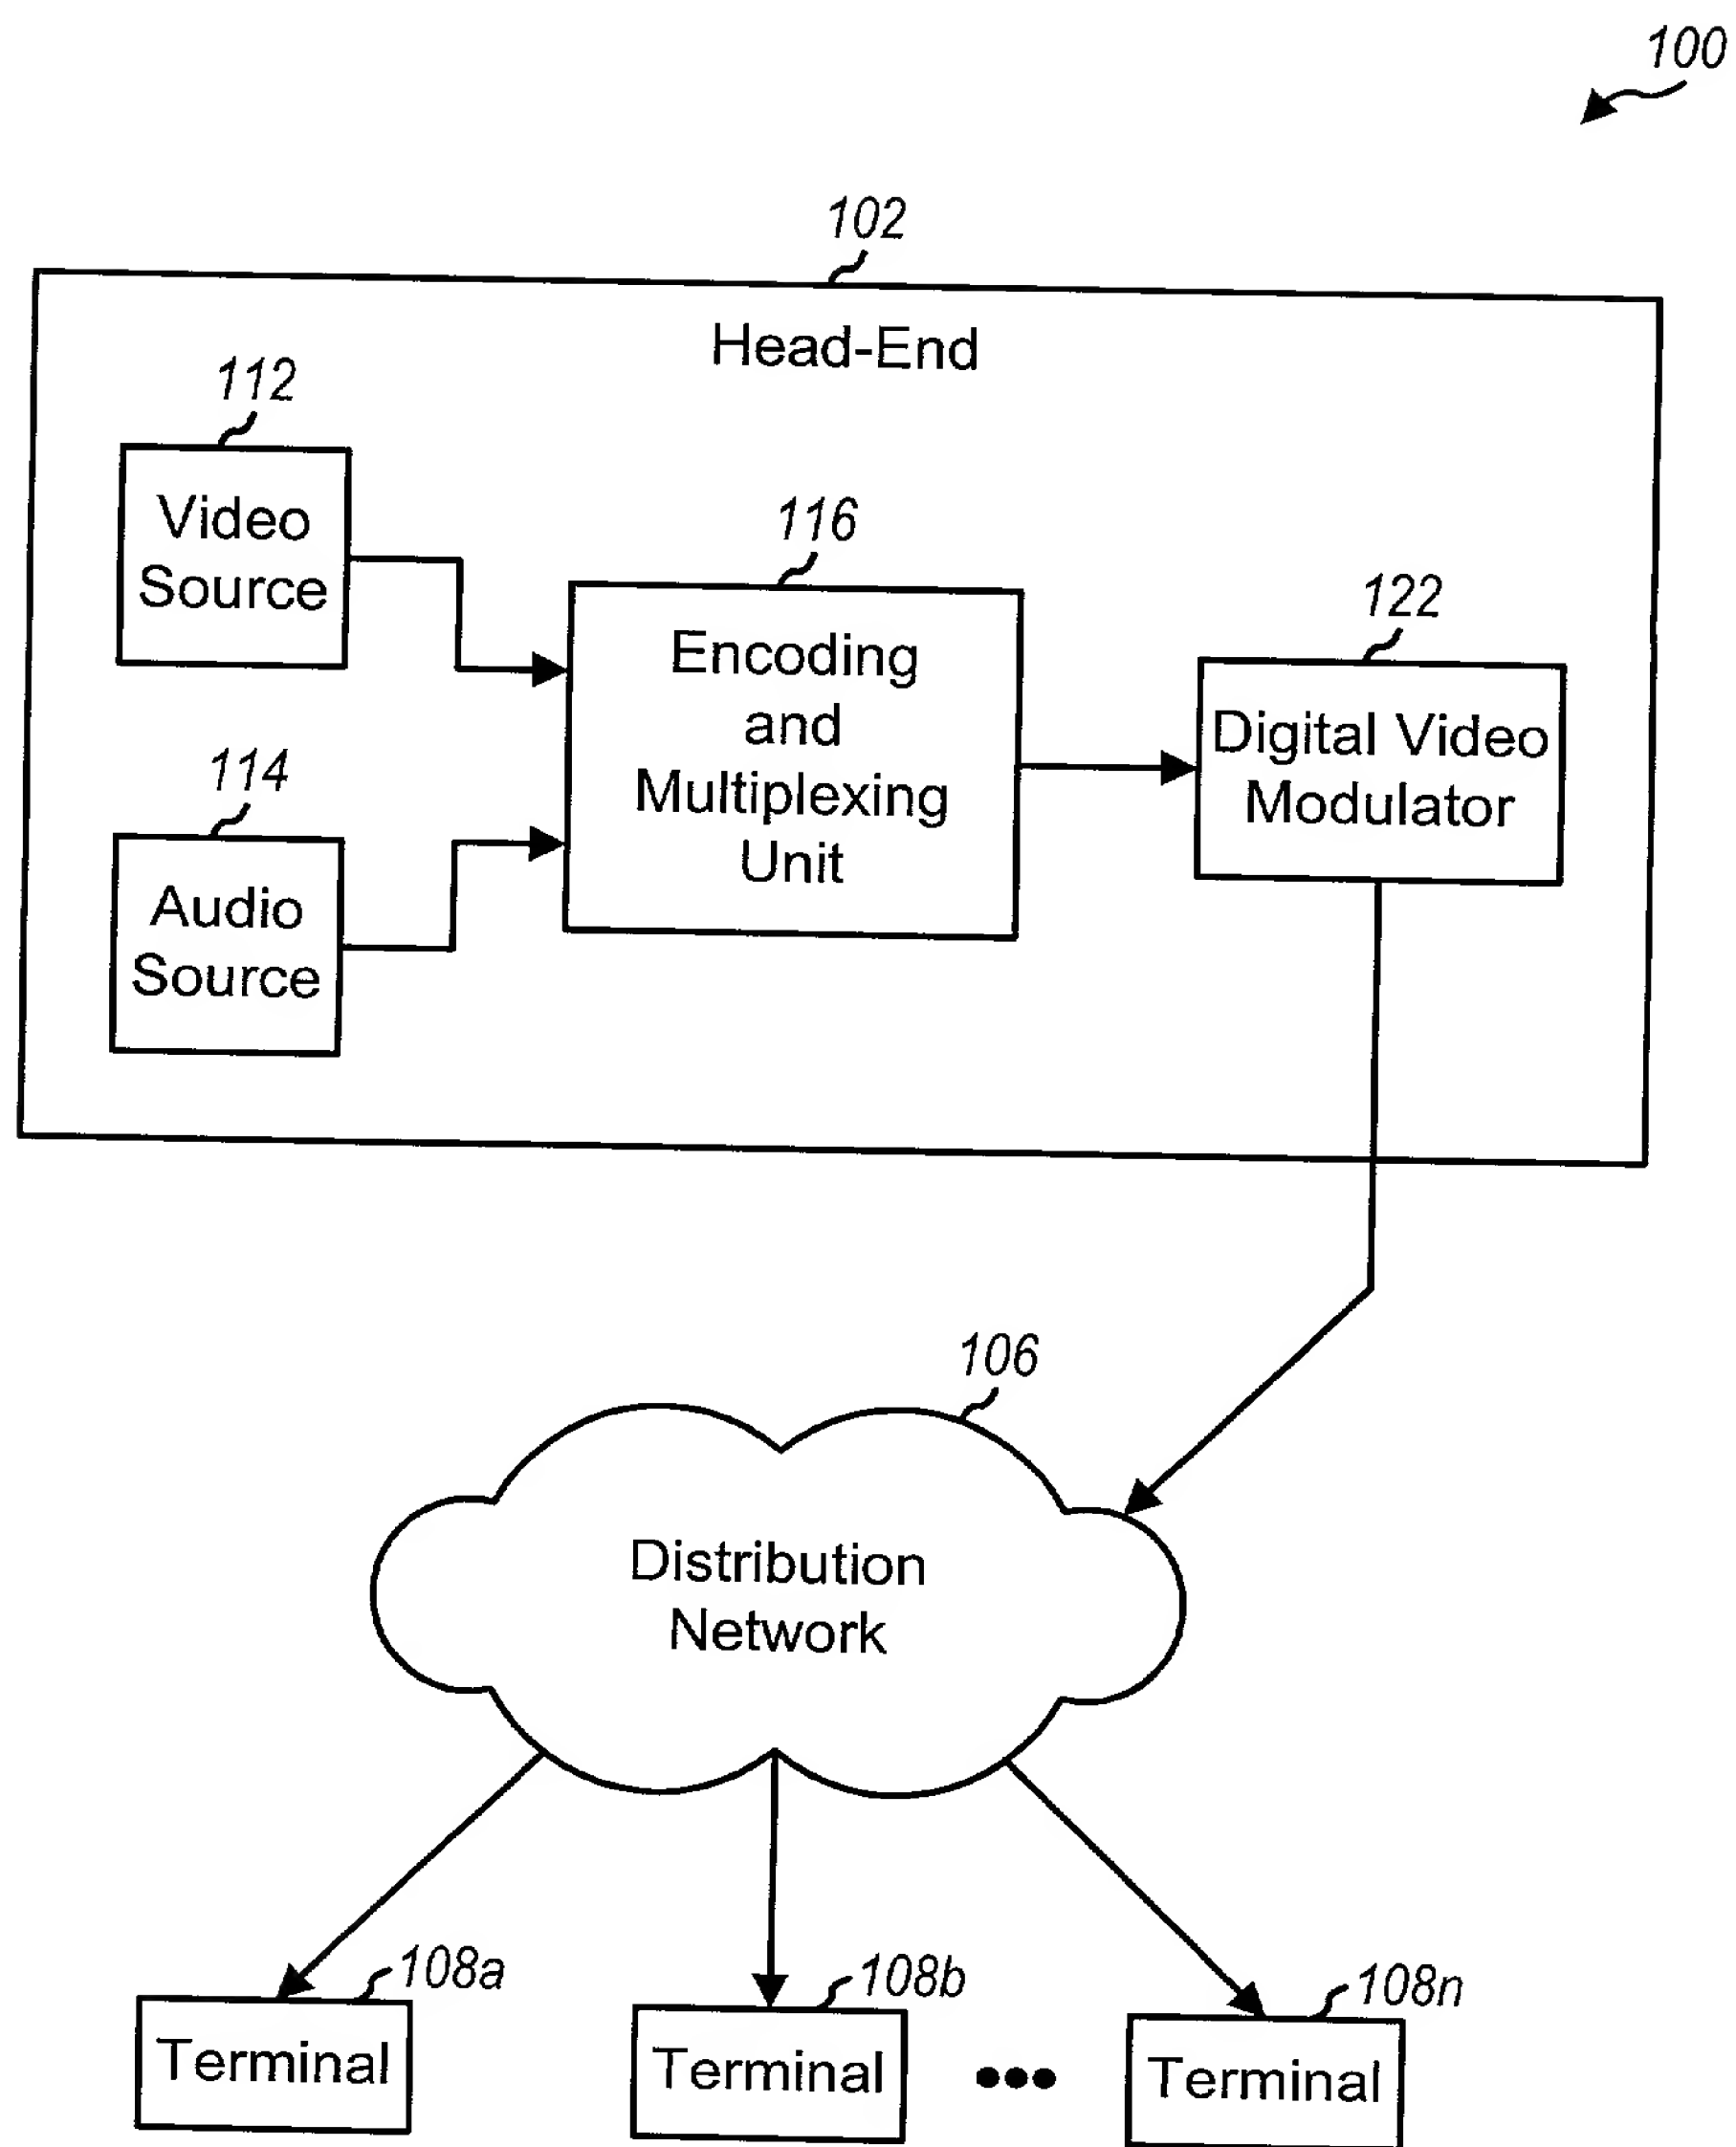 100
102
Head-End
112
Video
Source
116
Encoding
and
Multiplexing
Unit
122
Digital Video
Modulator
114
Audio
Source
106
Distribution
Network
108a
Terminal
108b
Terminal
108n
Terminal